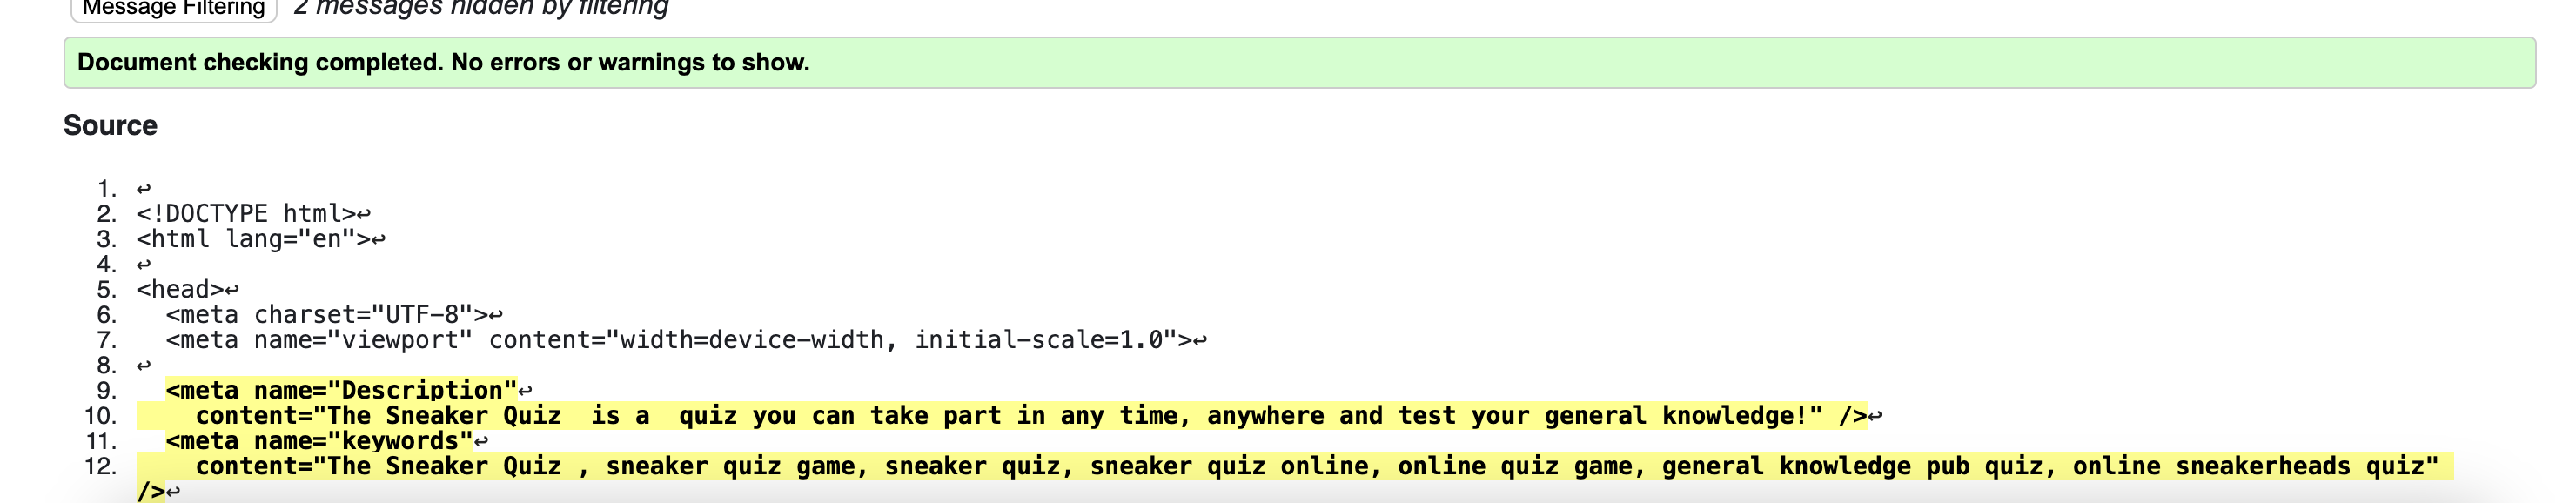 Message Filtering 2 messages hidden by filtering
Document checking completed. No errors or warnings to show.
Source
1. ↩
2. <!DOCTYPE html>↩
3. <html lang="en">↩
4. ↩
5. <head>↩
6.   <meta charset="UTF-8">↩
7.   <meta name="viewport" content="width=device-width, initial-scale=1.0">↩
8. ↩
9.   <meta name="Description"↩
10.     content="The Sneaker Quiz  is a  quiz you can take part in any time, anywhere and test your general knowledge!" />↩
11.   <meta name="keywords"↩
12.     content="The Sneaker Quiz , sneaker quiz game, sneaker quiz, sneaker quiz online, online quiz game, general knowledge pub quiz, online sneakerheads quiz"
/>↩